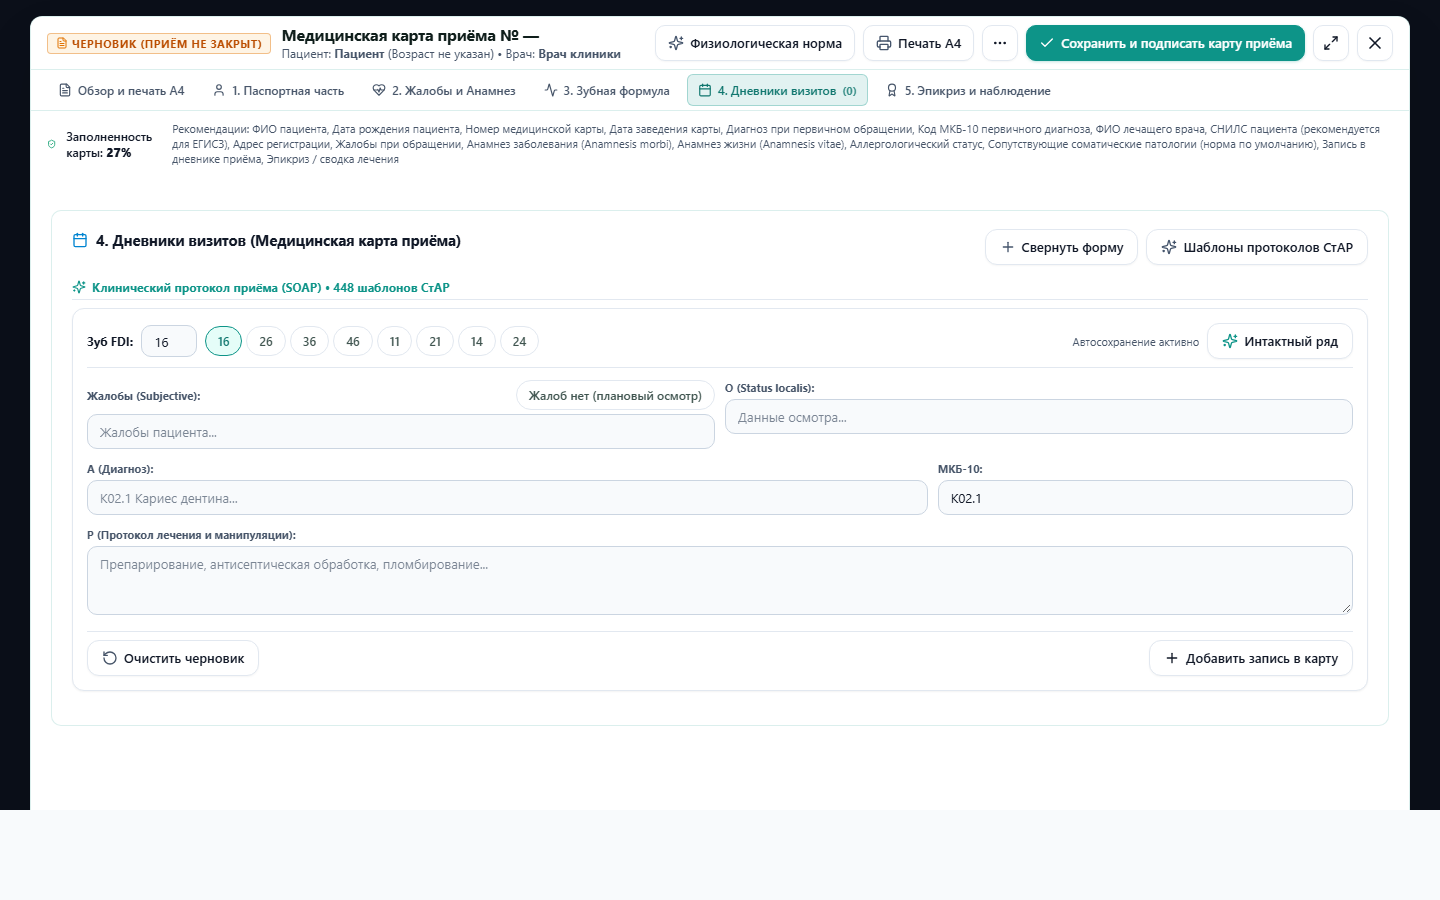 ЧЕРНОВИК (ПРИЁМ НЕ ЗАКРЫТ)
Медицинская карта приёма № —
Пациент: Пациент (Возраст не указан) • Врач: Врач клиники
Физиологическая норма
Печать А4
Сохранить и подписать карту приёма
Обзор и печать А4
1. Паспортная часть
2. Жалобы и Анамнез
3. Зубная формула
4. Дневники визитов (0)
5. Эпикриз и наблюдение
Заполненность карты: 27%
Рекомендации: ФИО пациента, Дата рождения пациента, Номер медицинской карты, Дата заведения карты, Диагноз при первичном обращении, Код МКБ-10 первичного диагноза, ФИО лечащего врача, СНИЛС пациента (рекомендуется
для ЕГИСЗ), Адрес регистрации, Жалобы при обращении, Анамнез заболевания (Anamnesis morbi), Анамнез жизни (Anamnesis vitae), Аллергологический статус, Сопутствующие соматические патологии (норма по умолчанию), Запись в
дневнике приёма, Эпикриз / сводка лечения
4. Дневники визитов (Медицинская карта приёма)
Свернуть форму
Шаблоны протоколов СтАР
Клинический протокол приёма (SOAP) • 448 шаблонов СтАР
Зуб FDI:
16
16
26
36
46
11
21
14
24
Автосохранение активно
Интактный ряд
Жалобы (Subjective):
Жалоб нет (плановый осмотр)
Жалобы пациента...
O (Status localis):
Данные осмотра...
A (Диагноз):
K02.1 Кариес дентина...
МКБ-10:
K02.1
P (Протокол лечения и манипуляции):
Препарирование, антисептическая обработка, пломбирование...
Очистить черновик
Добавить запись в карту